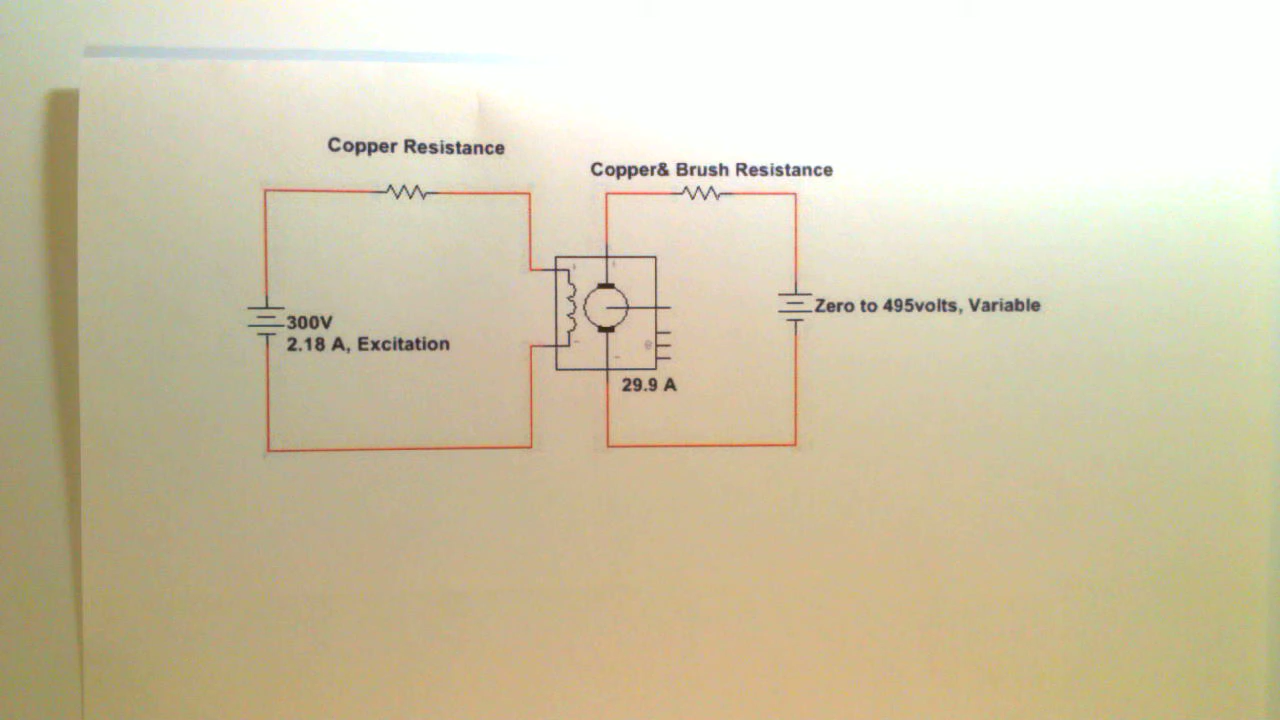 Copper Resistance
Copper& Brush Resistance
300V
2.18 A, Excitation
Zero to 495volts, Variable
29.9 A